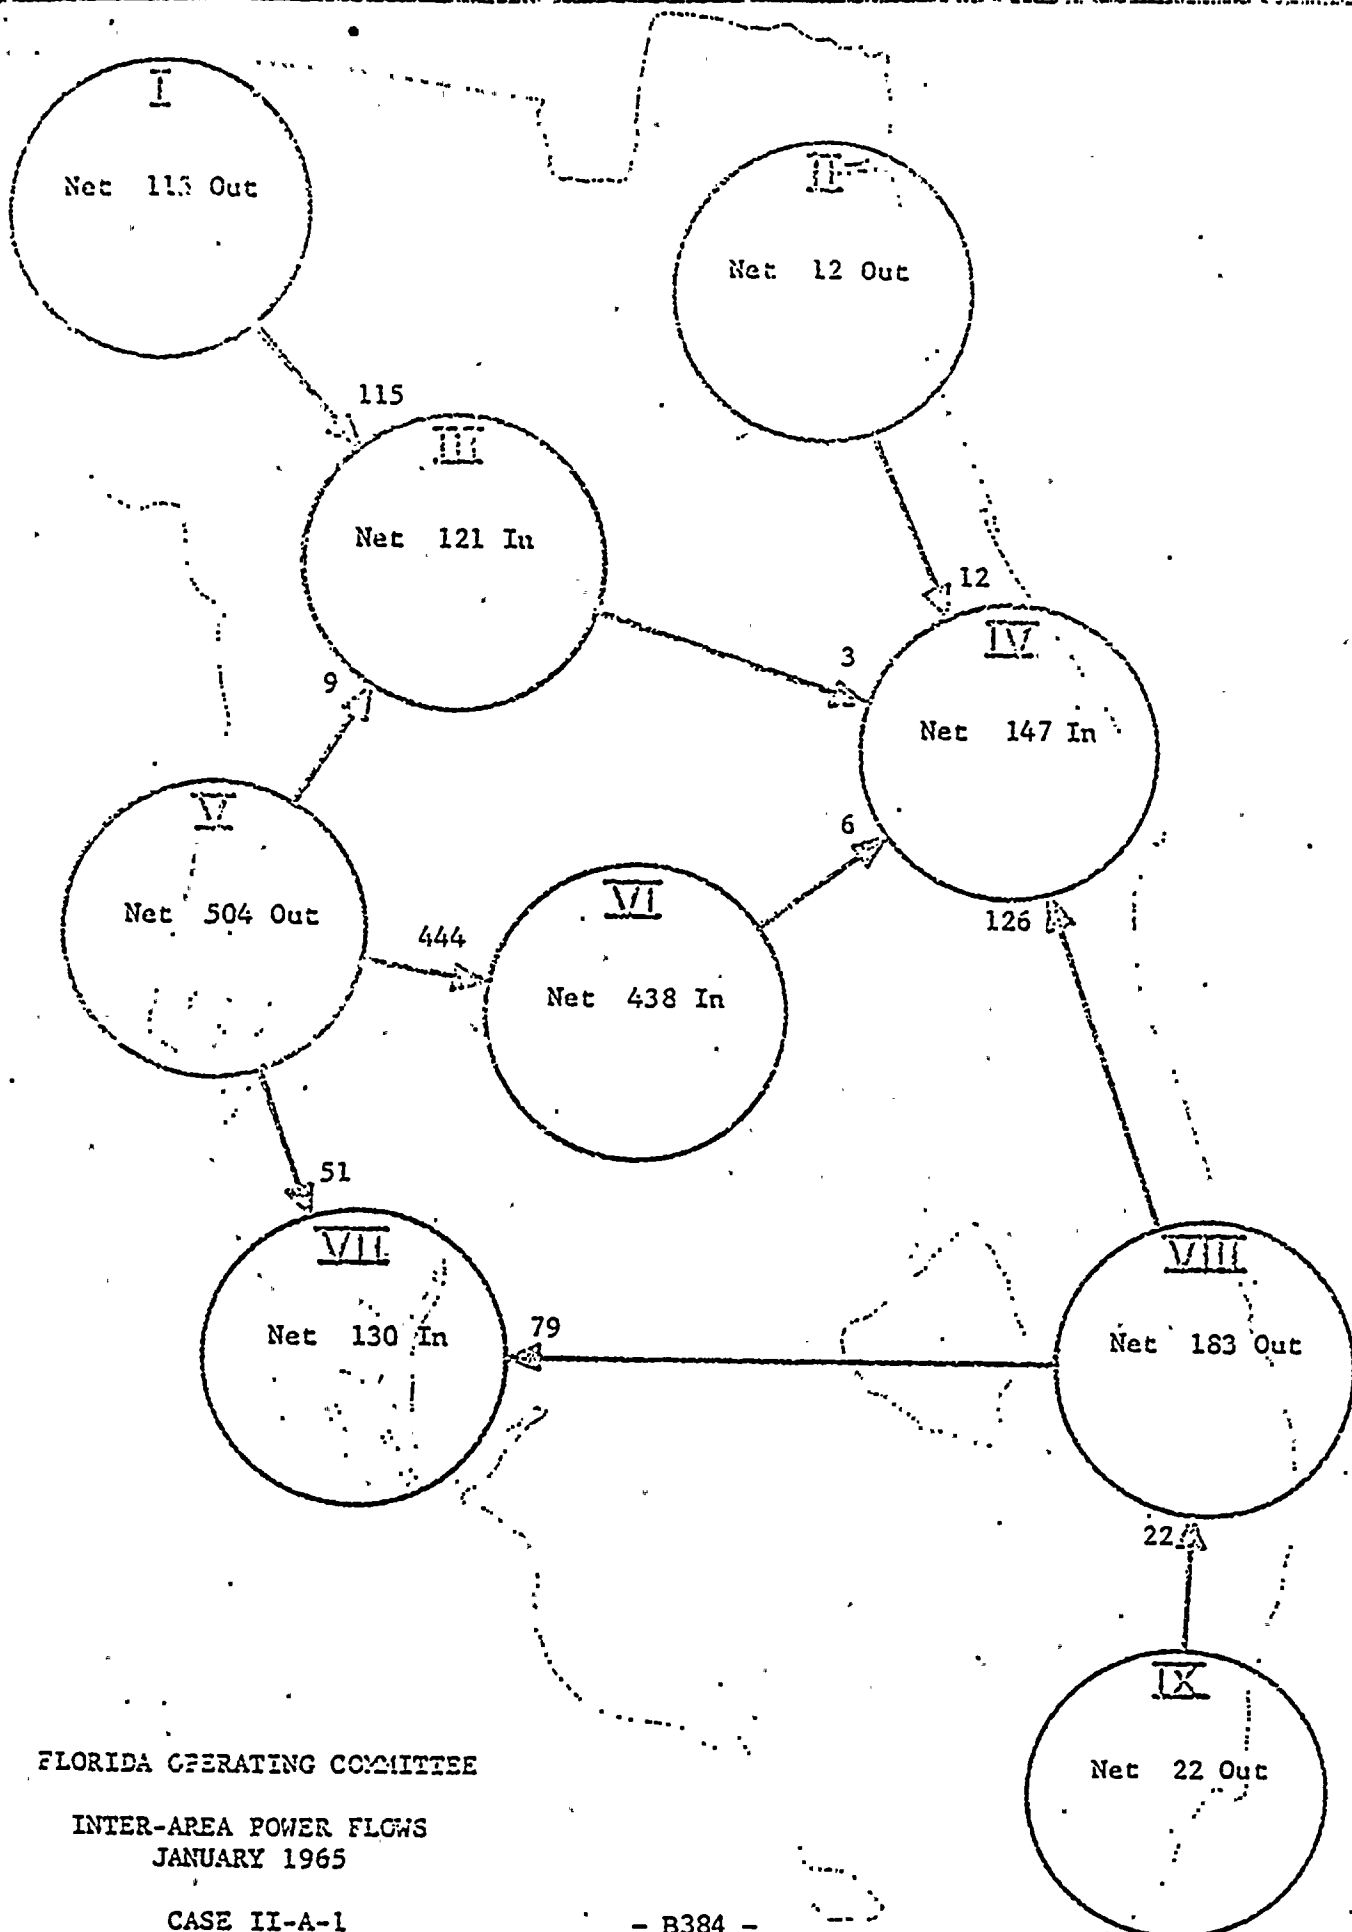 I
Net 115 Out
II
Net 12 Out
115
III
Net 121 In
12
IV
3
Net 147 In
9
V
6
VI
Net 504 Out
444
126
Net 438 In
51
VII
VIII
Net 130 In
79
Net 183 Out
22
IX
Net 22 Out
FLORIDA OPERATING COMMITTEE
INTER-AREA POWER FLOWS
JANUARY 1965
CASE II-A-1
- B384 -